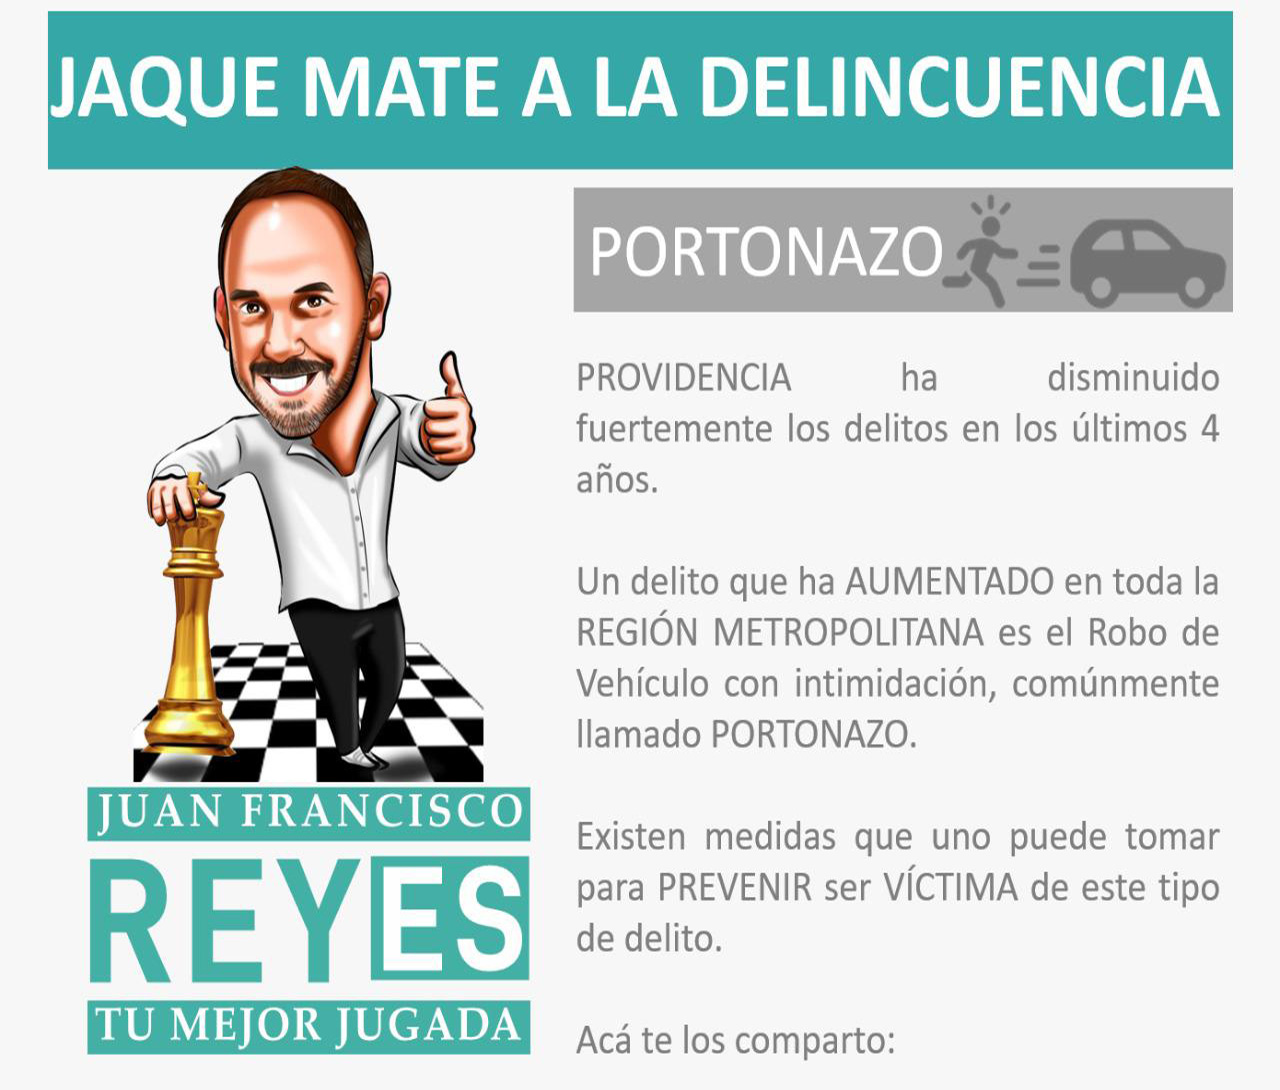 JAQUE MATE A LA DELINCUENCIA
PORTONAZO
PROVIDENCIA ha disminuido
fuertemente los delitos en los últimos 4
años.
Un delito que ha AUMENTADO en toda la
REGIÓN METROPOLITANA es el Robo de
Vehículo con intimidación, comúnmente
llamado PORTONAZO.
Existen medidas que uno puede tomar
para PREVENIR ser VÍCTIMA de este tipo
de delito.
Acá te los comparto:
JUAN FRANCISCO
REYES
TU MEJOR JUGADA